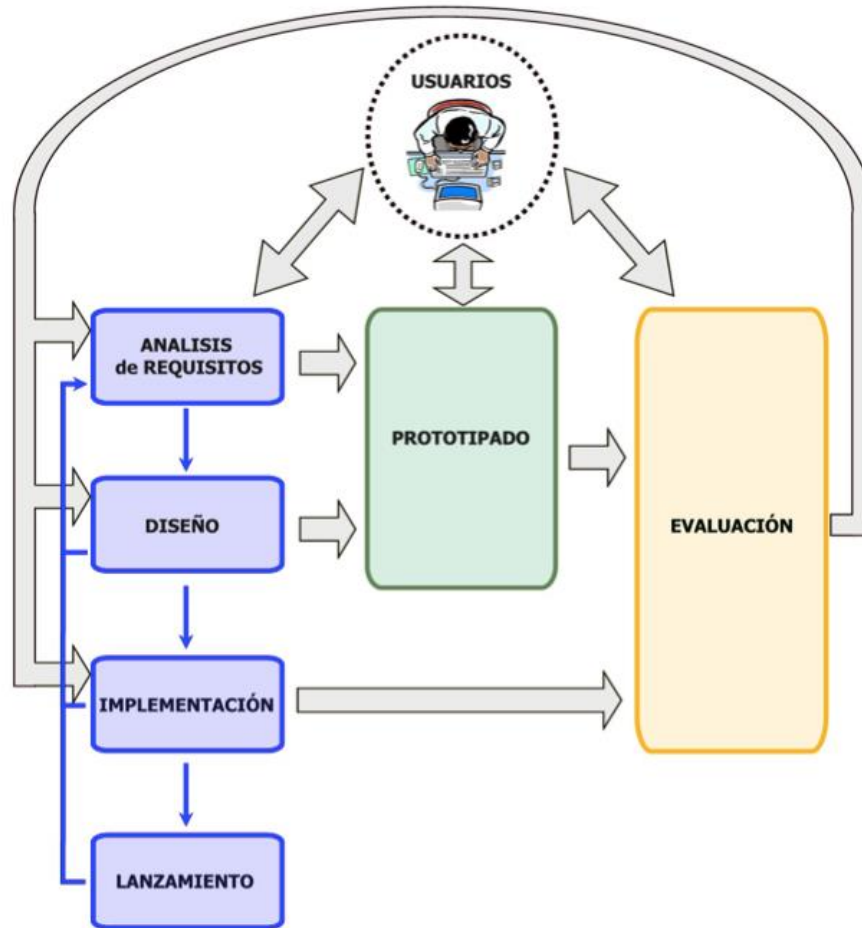 USUARIOS
ANALISIS
de REQUISITOS
PROTOTIPADO
DISEÑO
EVALUACIÓN
IMPLEMENTACIÓN
LANZAMIENTO